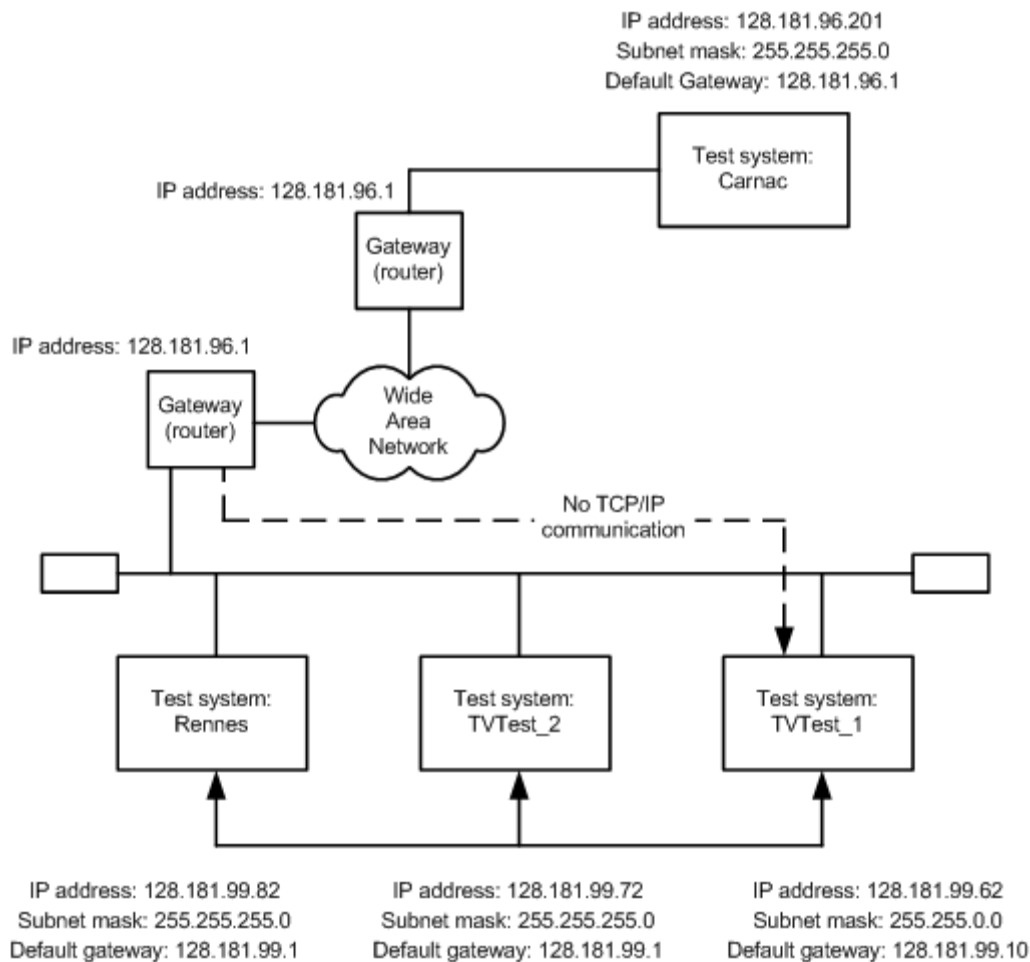 IP address: 128.181.96.201
Subnet mask: 255.255.255.0
Default Gateway: 128.181.96.1
Test system:
Carnac
IP address: 128.181.96.1
Gateway
(router)
IP address: 128.181.96.1
Gateway
(router)
Wide
Area
Network
No TCP/IP
communication
Test system:
Rennes
Test system:
TVTest_2
Test system:
TVTest_1
IP address: 128.181.99.82
Subnet mask: 255.255.255.0
Default gateway: 128.181.99.1
IP address: 128.181.99.72
Subnet mask: 255.255.255.0
Default gateway: 128.181.99.1
IP address: 128.181.99.62
Subnet mask: 255.255.0.0
Default gateway: 128.181.99.10